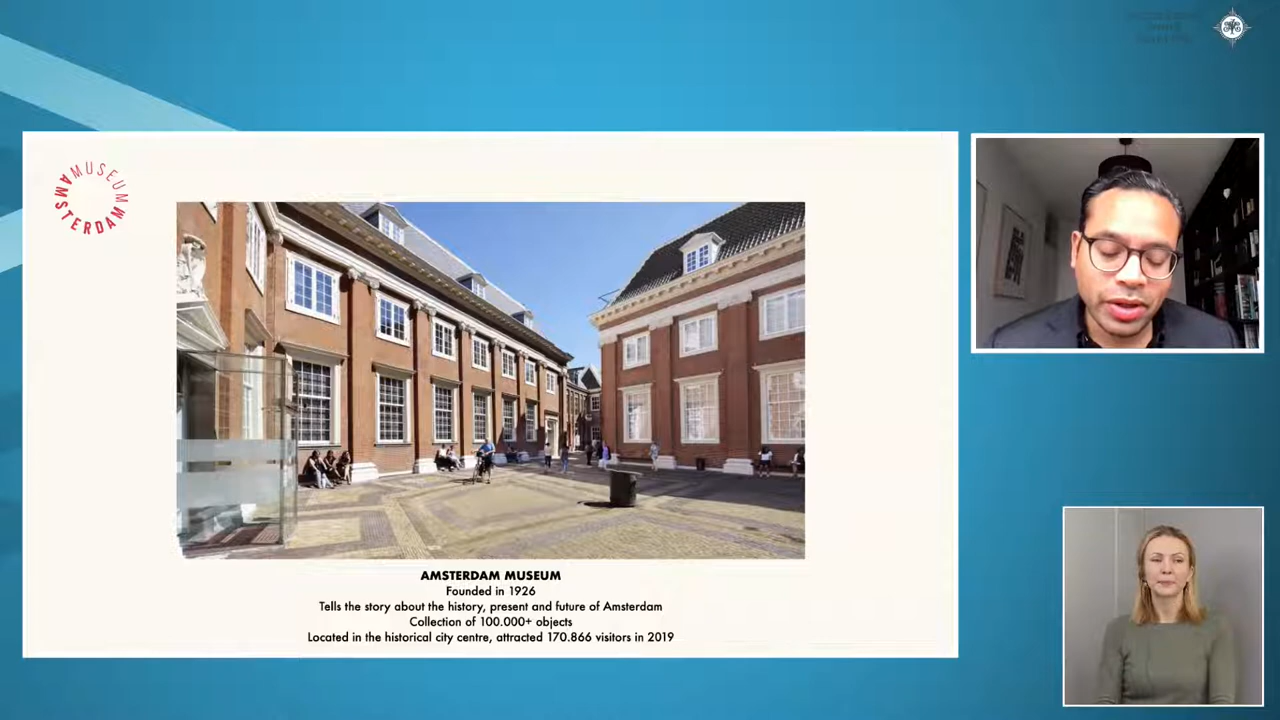 AMSTERDAM MUSEUM
AMSTERDAM MUSEUM
Founded in 1926
Tells the story about the history, present and future of Amsterdam
Collection of 100.000+ objects
Located in the historical city centre, attracted 170.866 visitors in 2019